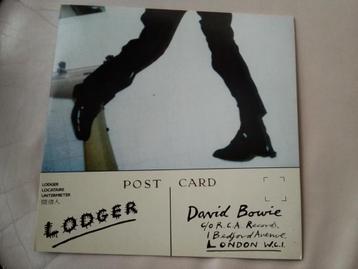 LODGER
LOCATAIRE
UNTERMIETER
間借人
POST CARD
LODGER
David Bowie
C/O R.C.A. Records,
1 Bedford Avenue,
LONDON W.C.1.